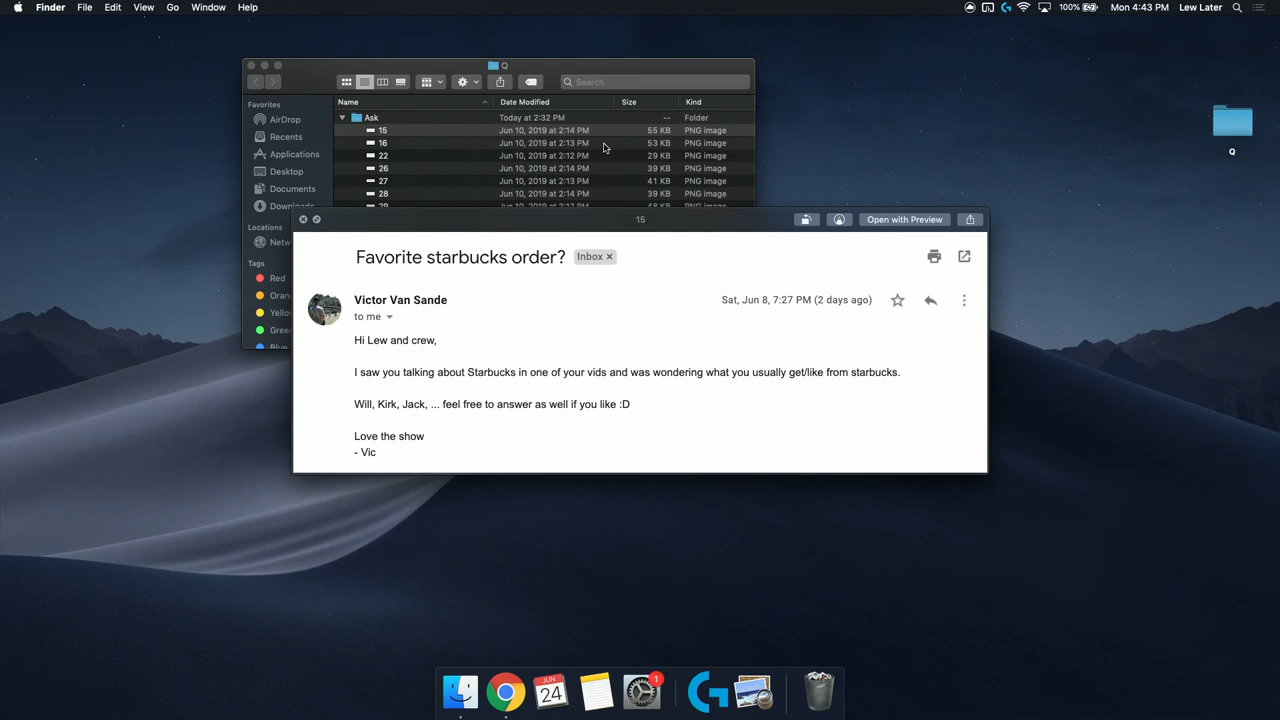 Finder File Edit View Go Window Help 100% Mon 4:43 PM Lew Later
Q
Search
Favorites
AirDrop
Recents
Applications
Desktop
Documents
Locations
Tags
Red
Name Date Modified Size Kind
Ask Today at 2:32 PM -- Folder
15 Jun 10, 2019 at 2:14 PM 55 KB PNG image
16 Jun 10, 2019 at 2:13 PM 53 KB PNG image
22 Jun 10, 2019 at 2:12 PM 29 KB PNG image
26 Jun 10, 2019 at 2:14 PM 39 KB PNG image
27 Jun 10, 2019 at 2:13 PM 41 KB PNG image
28 Jun 10, 2019 at 2:14 PM 39 KB PNG image
Q
15 Open with Preview
Favorite starbucks order? Inbox ×
Victor Van Sande Sat, Jun 8, 7:27 PM (2 days ago)
to me
Hi Lew and crew,
I saw you talking about Starbucks in one of your vids and was wondering what you usually get/like from starbucks.
Will, Kirk, Jack, ... feel free to answer as well if you like :D
Love the show
- Vic
JUN
24
1